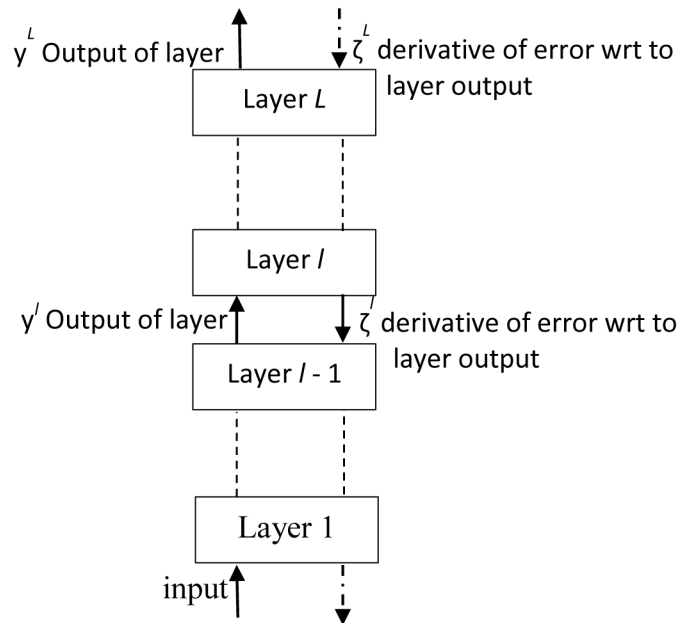 y^L Output of layer
ζ^L derivative of error wrt to
layer output
Layer L
Layer l
y^l Output of layer
ζ^l derivative of error wrt to
layer output
Layer l - 1
Layer 1
input